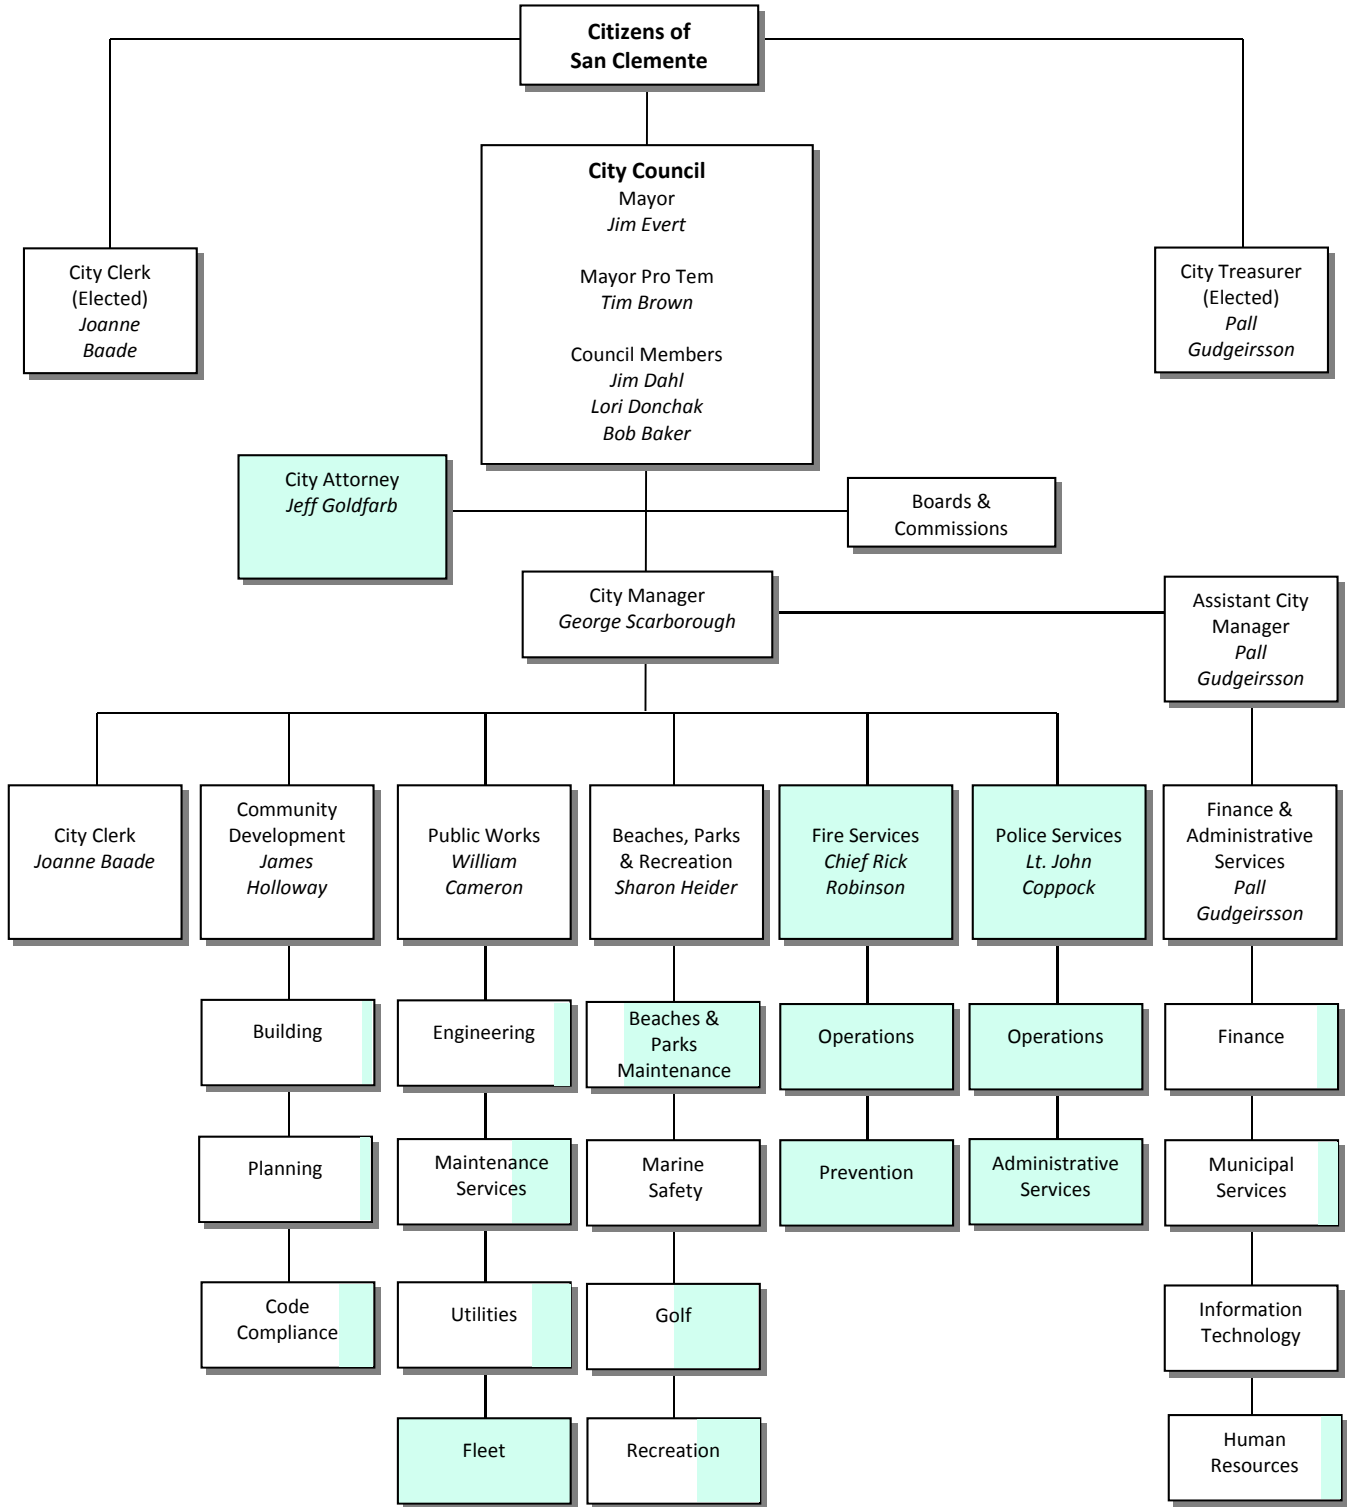 Citizens of
San Clemente
City Council
Mayor
Jim Evert
Mayor Pro Tem
Tim Brown
Council Members
Jim Dahl
Lori Donchak
Bob Baker
City Clerk
(Elected)
Joanne
Baade
City Treasurer
(Elected)
Pall
Gudgeirsson
City Attorney
Jeff Goldfarb
Boards &
Commissions
City Manager
George Scarborough
Assistant City
Manager
Pall
Gudgeirsson
City Clerk
Joanne Baade
Community
Development
James
Holloway
Public Works
William
Cameron
Beaches, Parks
& Recreation
Sharon Heider
Fire Services
Chief Rick
Robinson
Police Services
Lt. John
Coppock
Finance &
Administrative
Services
Pall
Gudgeirsson
Building
Engineering
Beaches &
Parks
Maintenance
Operations
Operations
Finance
Planning
Maintenance
Services
Marine
Safety
Prevention
Administrative
Services
Municipal
Services
Code
Compliance
Utilities
Golf
Information
Technology
Fleet
Recreation
Human
Resources